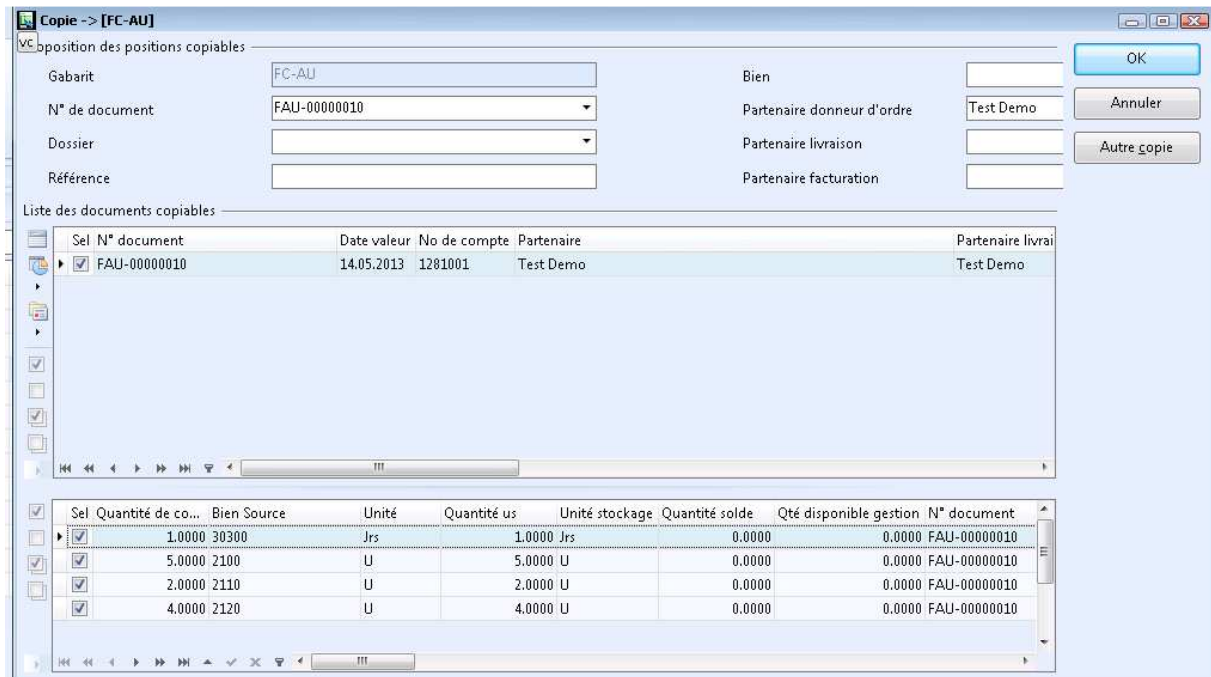 Copie -> [FC-AU]
VC oposition des positions copiables
OK
Gabarit FC-AU Bien
N° de document FAU-00000010 Partenaire donneur d'ordre Test Demo Annuler
Dossier Partenaire livraison Autre copie
Référence Partenaire facturation
Liste des documents copiables
Sel N° document Date valeur No de compte Partenaire Partenaire livrai
FAU-00000010 14.05.2013 1281001 Test Demo Test Demo
Sel Quantité de co... Bien Source Unité Quantité us Unité stockage Quantité solde Qté disponible gestion N° document
1.0000 30300 Jrs 1.0000 Jrs 0.0000 0.0000 FAU-00000010
5.0000 2100 U 5.0000 U 0.0000 0.0000 FAU-00000010
2.0000 2110 U 2.0000 U 0.0000 0.0000 FAU-00000010
4.0000 2120 U 4.0000 U 0.0000 0.0000 FAU-00000010